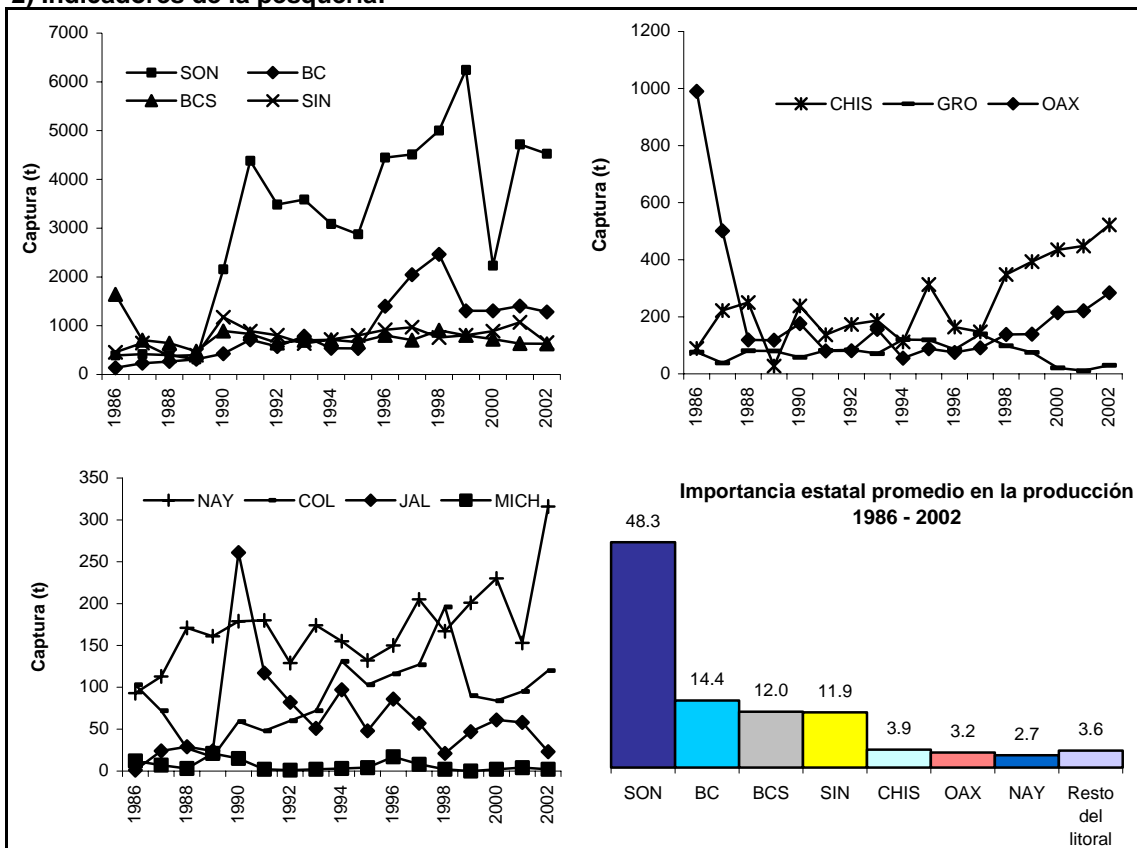 2) Indicadores de la pesquería:
7000
6000
5000
4000
3000
2000
1000
0
Captura (t)
SON BC
BCS SIN
1986 1988 1990 1992 1994 1996 1998 2000 2002
1200
1000
800
600
400
200
0
Captura (t)
CHIS GRO OAX
1986 1988 1990 1992 1994 1996 1998 2000 2002
350
300
250
200
150
100
50
0
Captura (t)
NAY COL JAL MICH
1986 1988 1990 1992 1994 1996 1998 2000 2002
Importancia estatal promedio en la producción
1986 - 2002
48.3 14.4 12.0 11.9 3.9 3.2 2.7 3.6
SON BC BCS SIN CHIS OAX NAY Resto
del
litoral